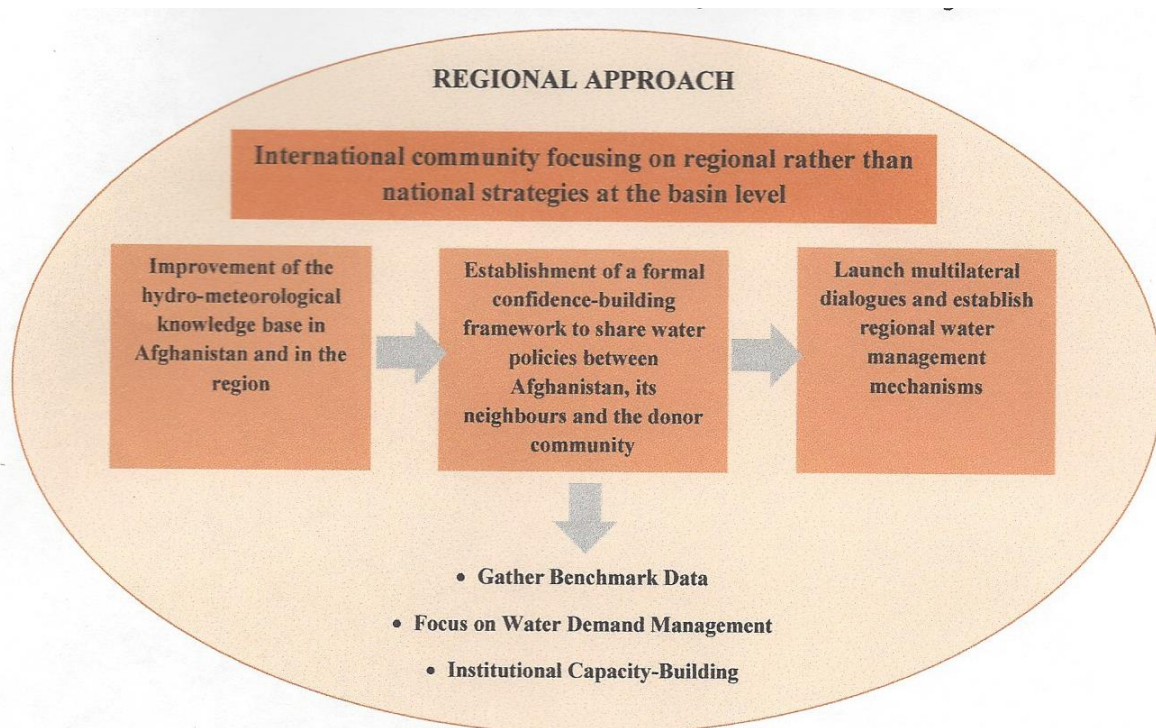 REGIONAL APPROACH
International community focusing on regional rather than
national strategies at the basin level
Improvement of the
hydro-meteorological
knowledge base in
Afghanistan and in the
region
Establishment of a formal
confidence-building
framework to share water
policies between
Afghanistan, its
neighbours and the donor
community
Launch multilateral
dialogues and establish
regional water
management
mechanisms
• Gather Benchmark Data
• Focus on Water Demand Management
• Institutional Capacity-Building